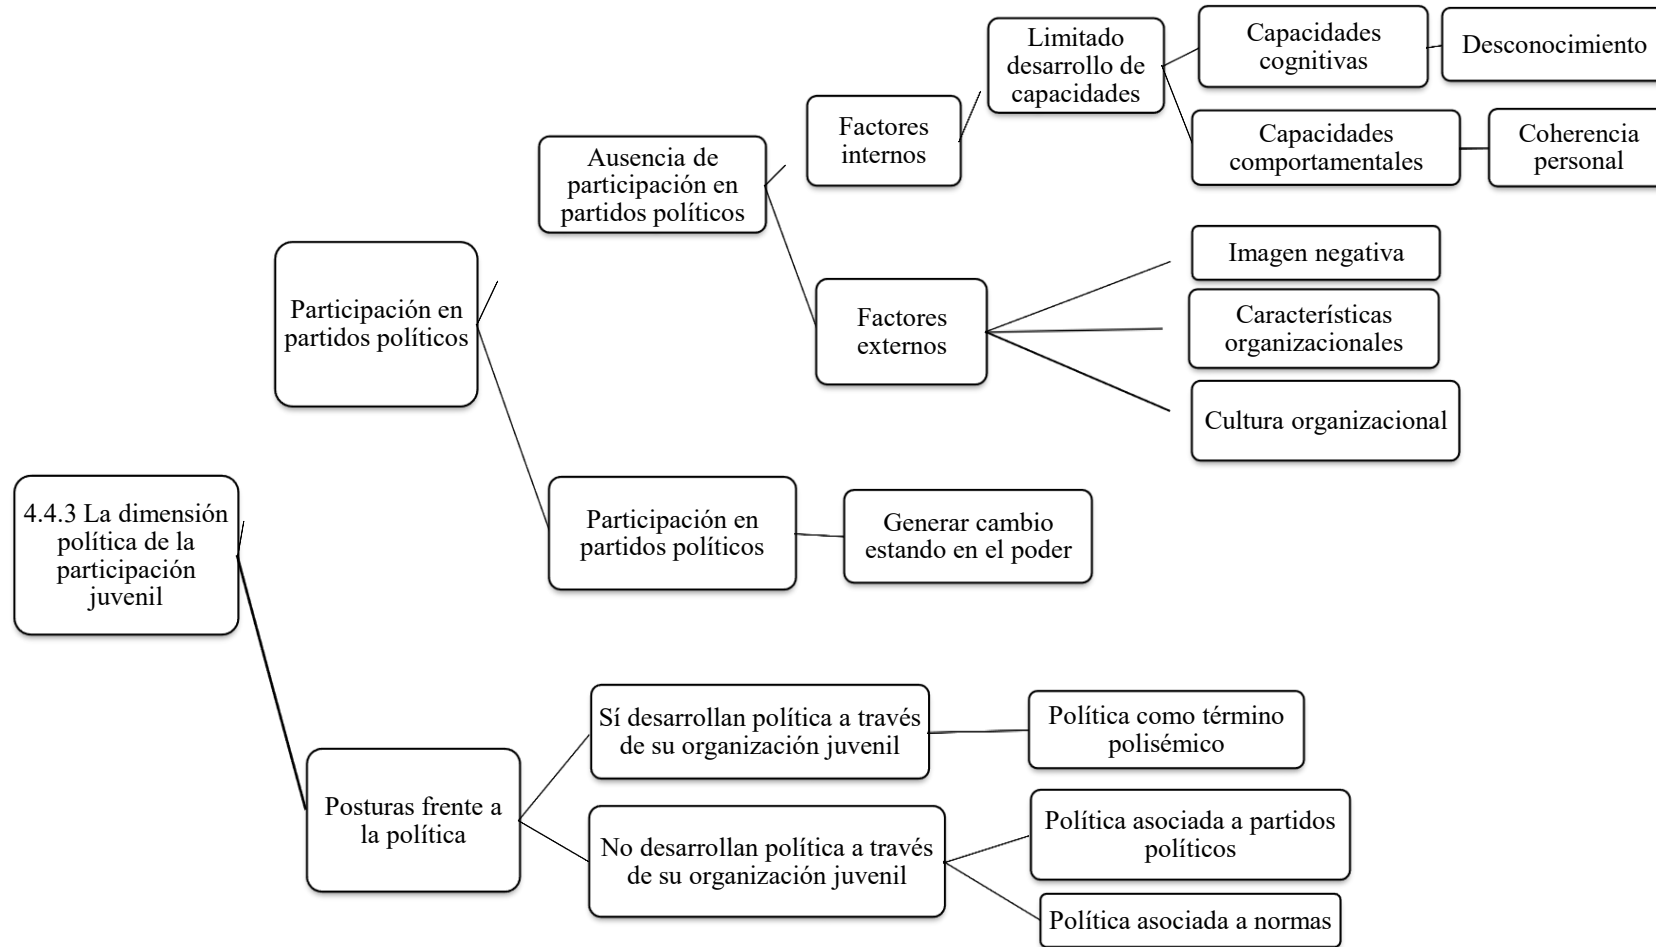 Limitado
desarrollo de
capacidades
Capacidades
cognitivas
Desconocimiento
Capacidades
comportamentales
Coherencia
personal
Factores
internos
Ausencia de
participación en
partidos políticos
Imagen negativa
Características
organizacionales
Cultura organizacional
Factores
externos
Participación en
partidos políticos
Participación en
partidos políticos
Generar cambio
estando en el poder
4.4.3 La dimensión
política de la
participación
juvenil
Sí desarrollan política a través
de su organización juvenil
Política como término
polisémico
Posturas frente a
la política
No desarrollan política a través
de su organización juvenil
Política asociada a partidos
políticos
Política asociada a normas